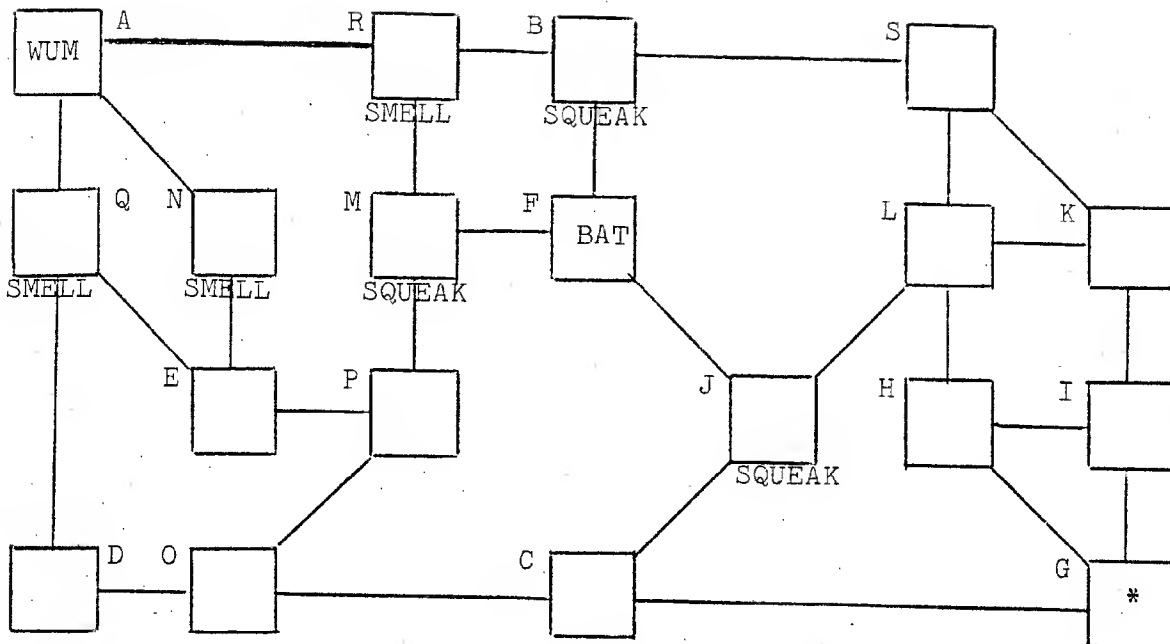 A R B S
WUM
SMELL SQUEAK
Q N M F L K
BAT
SMELL SMELL SQUEAK
E P J H I
SQUEAK
D O C G
*